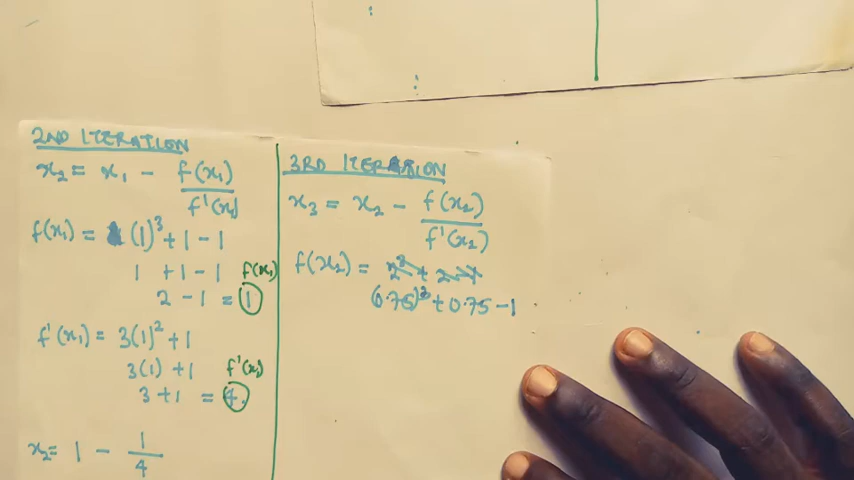 2ND ITERATION
x₂ = x₁ - f(x₁)/f'(x₁)
f(x₁) = (1)³ + 1 - 1
1 + 1 - 1 f(x₁)
2 - 1 = 1
f'(x₁) = 3(1)² + 1
3(1) + 1 f'(x₁)
3 + 1 = 4.
x₂ = 1 - 1/4
3RD ITERATION
x₃ = x₂ - f(x₂)/f'(x₂)
f(x₂) =
(0.75)³ + 0.75 - 1